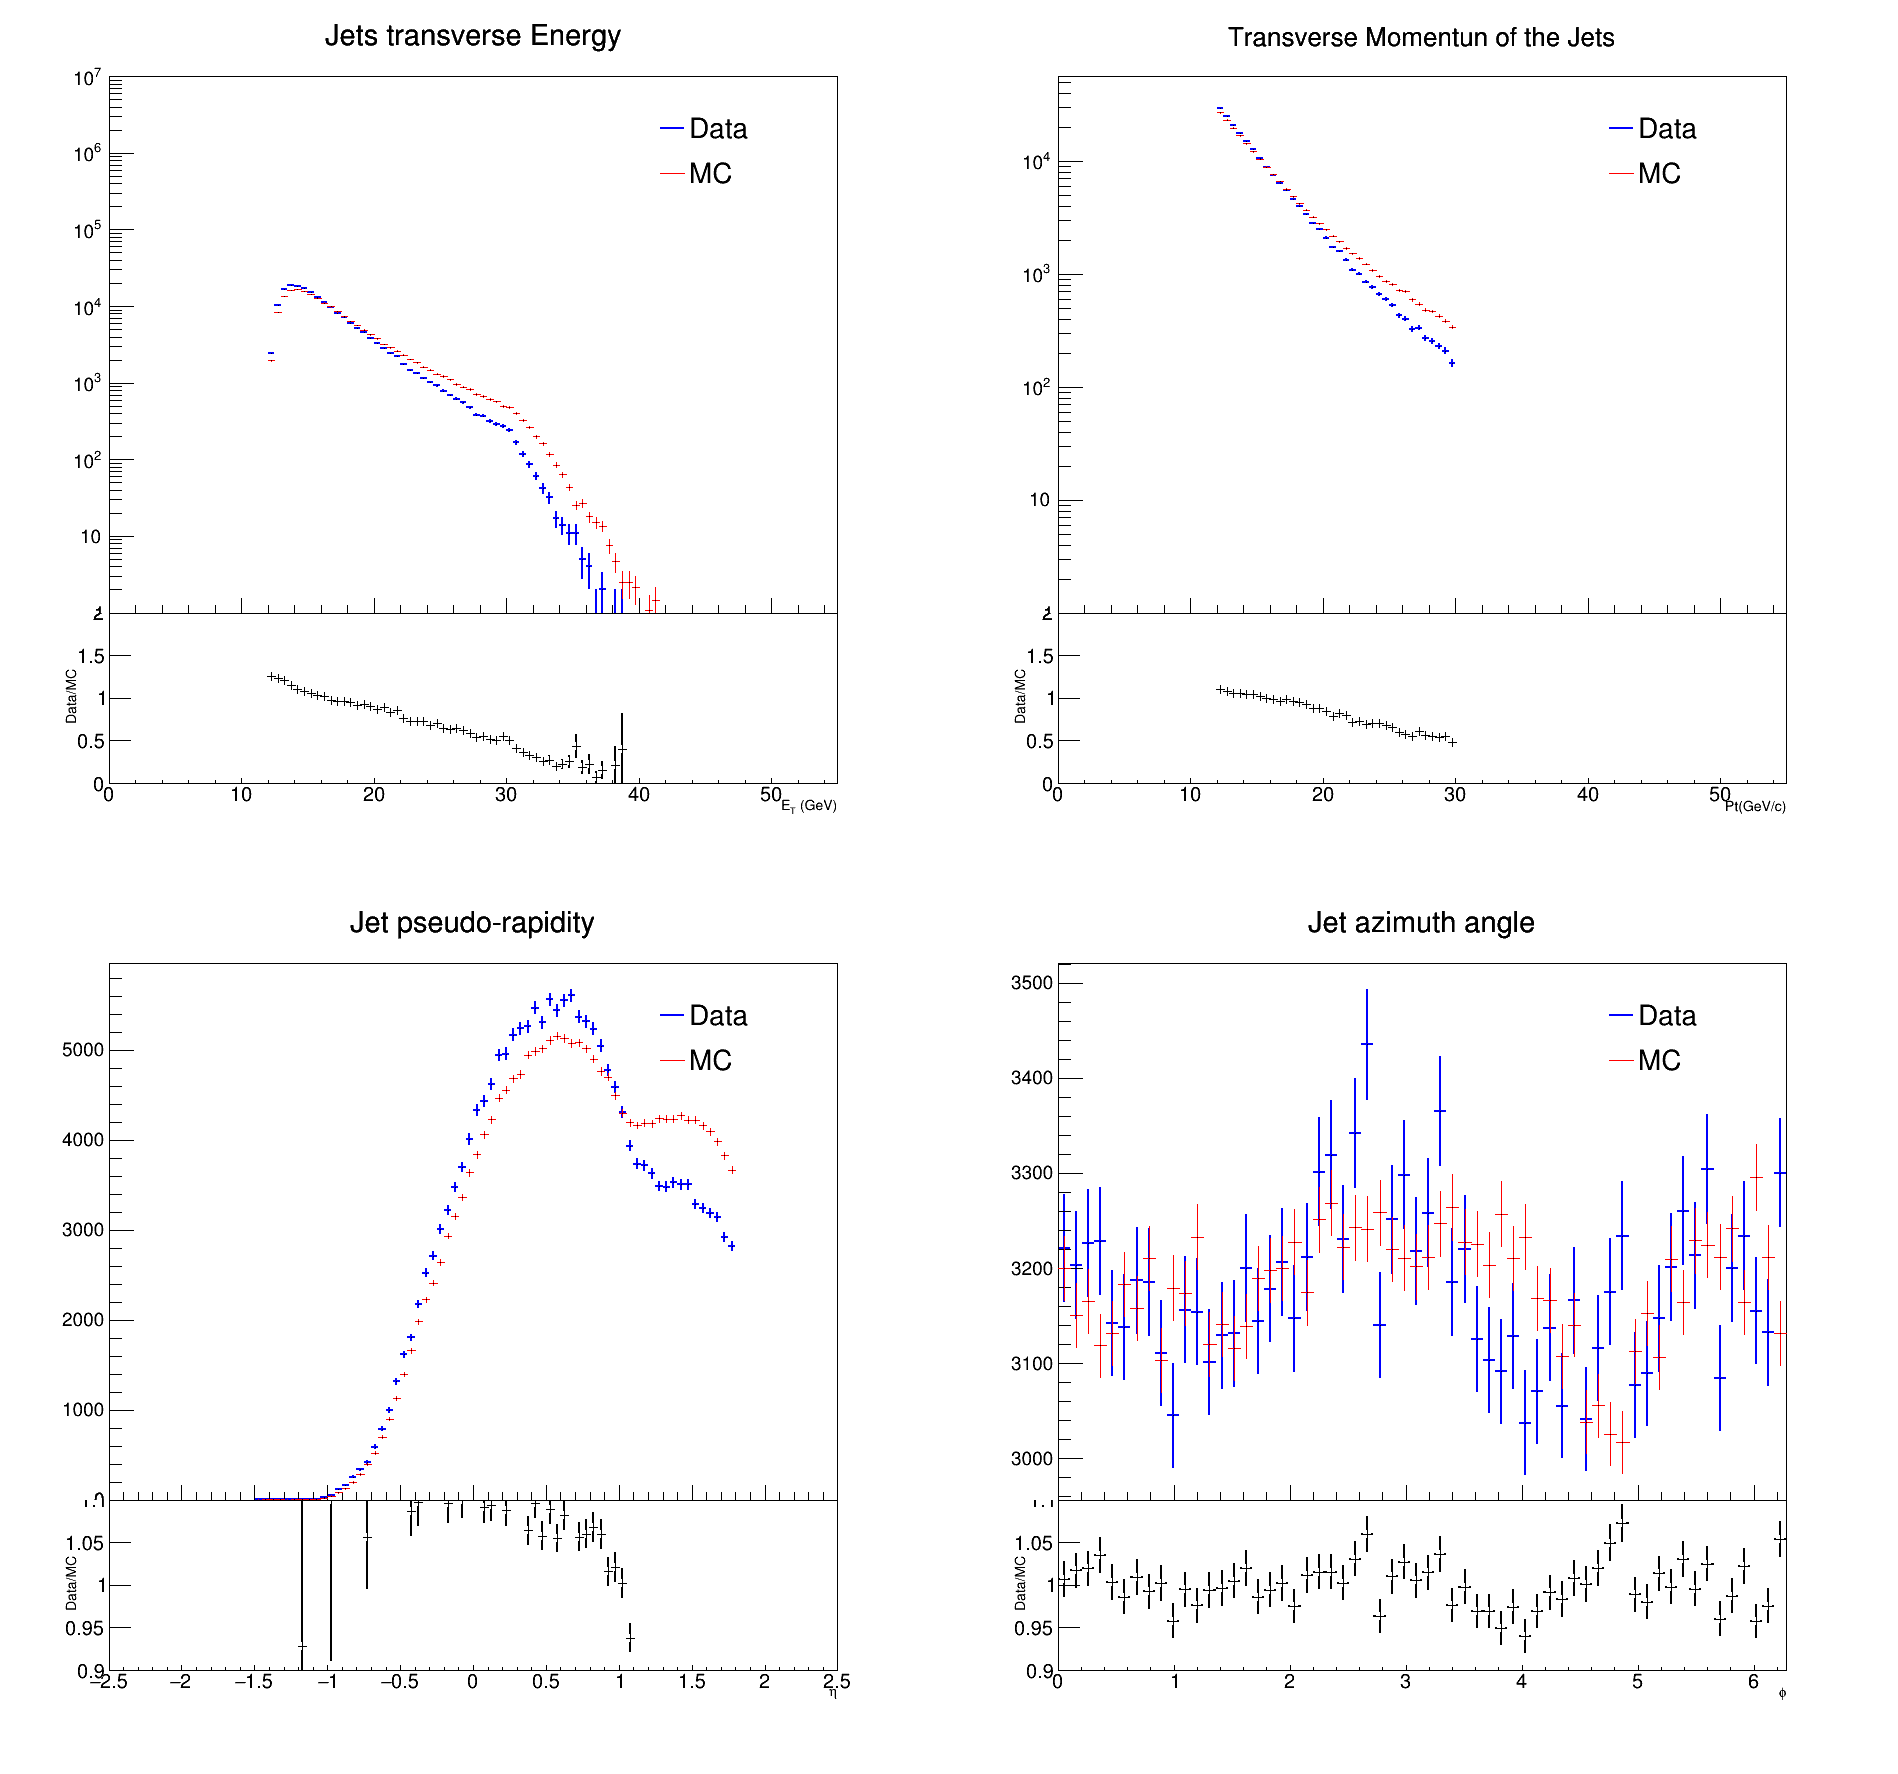 Jets transverse Energy
10^7
10^6
10^5
10^4
10^3
10^2
10
Data
MC
2
1.5
1
0.5
0
Data/MC
0 10 20 30 40 50
E_T (GeV)
Transverse Momentun of the Jets
10^4
10^3
10^2
10
Data
MC
2
1.5
1
0.5
0
Data/MC
0 10 20 30 40 50
Pt(GeV/c)
Jet pseudo-rapidity
5000
4000
3000
2000
1000
Data
MC
1.05
1
0.95
0.9
Data/MC
−2.5 −2 −1.5 −1 −0.5 0 0.5 1 1.5 2 2.5
η
Jet azimuth angle
3500
3400
3300
3200
3100
3000
Data
MC
1.05
1
0.95
0.9
Data/MC
0 1 2 3 4 5 6
ϕ